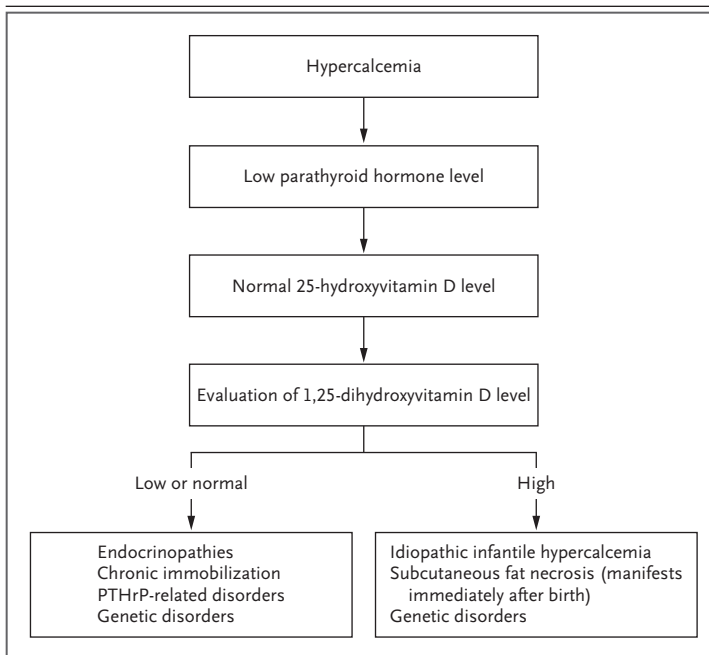 Hypercalcemia
Low parathyroid hormone level
Normal 25-hydroxyvitamin D level
Evaluation of 1,25-dihydroxyvitamin D level
Low or normal
High
Endocrinopathies
Chronic immobilization
PTHrP-related disorders
Genetic disorders
Idiopathic infantile hypercalcemia
Subcutaneous fat necrosis (manifests
immediately after birth)
Genetic disorders